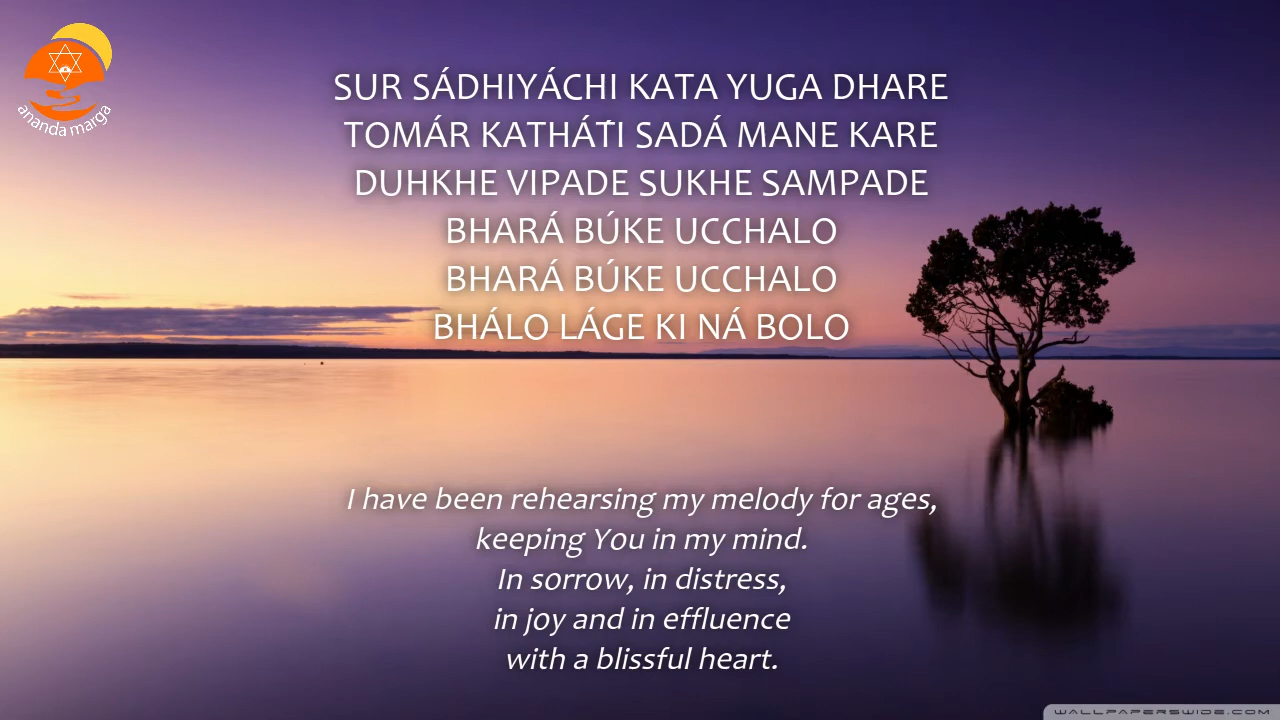 ananda marga
SUR SÁDHIYÁCHI KATA YUGA DHARE
TOMÁR KATHÁT́I SADÁ MANE KARE
DUHKHE VIPADE SUKHE SAMPADE
BHARÁ BÚKE UCCHALO
BHARÁ BÚKE UCCHALO
BHÁLO LÁGE KI NÁ BOLO
I have been rehearsing my melody for ages,
keeping You in my mind.
In sorrow, in distress,
in joy and in effluence
with a blissful heart.
WALLPAPERSWIDE.COM